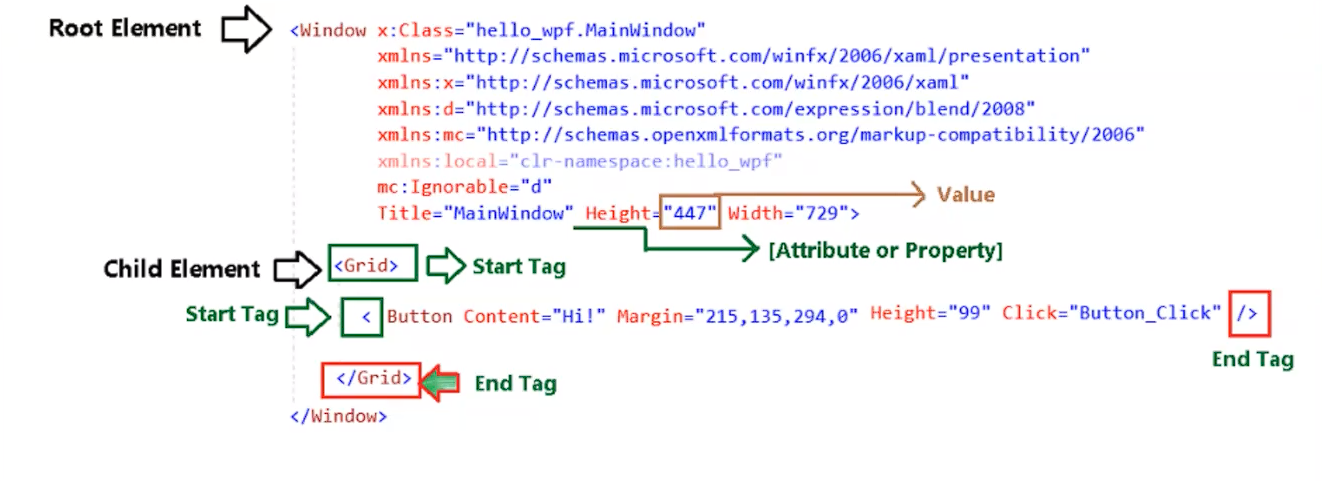 Root Element <Window x:Class="hello_wpf.MainWindow"
xmlns="http://schemas.microsoft.com/winfx/2006/xaml/presentation"
xmlns:x="http://schemas.microsoft.com/winfx/2006/xaml"
xmlns:d="http://schemas.microsoft.com/expression/blend/2008"
xmlns:mc="http://schemas.openxmlformats.org/markup-compatibility/2006"
xmlns:local="clr-namespace:hello_wpf"
mc:Ignorable="d"
Value
Title="MainWindow" Height="447" Width="729">
[Attribute or Property]
Child Element <Grid> Start Tag
Start Tag < Button Content="Hi!" Margin="215,135,294,0" Height="99" Click="Button_Click" />
End Tag
</Grid> End Tag
</Window>